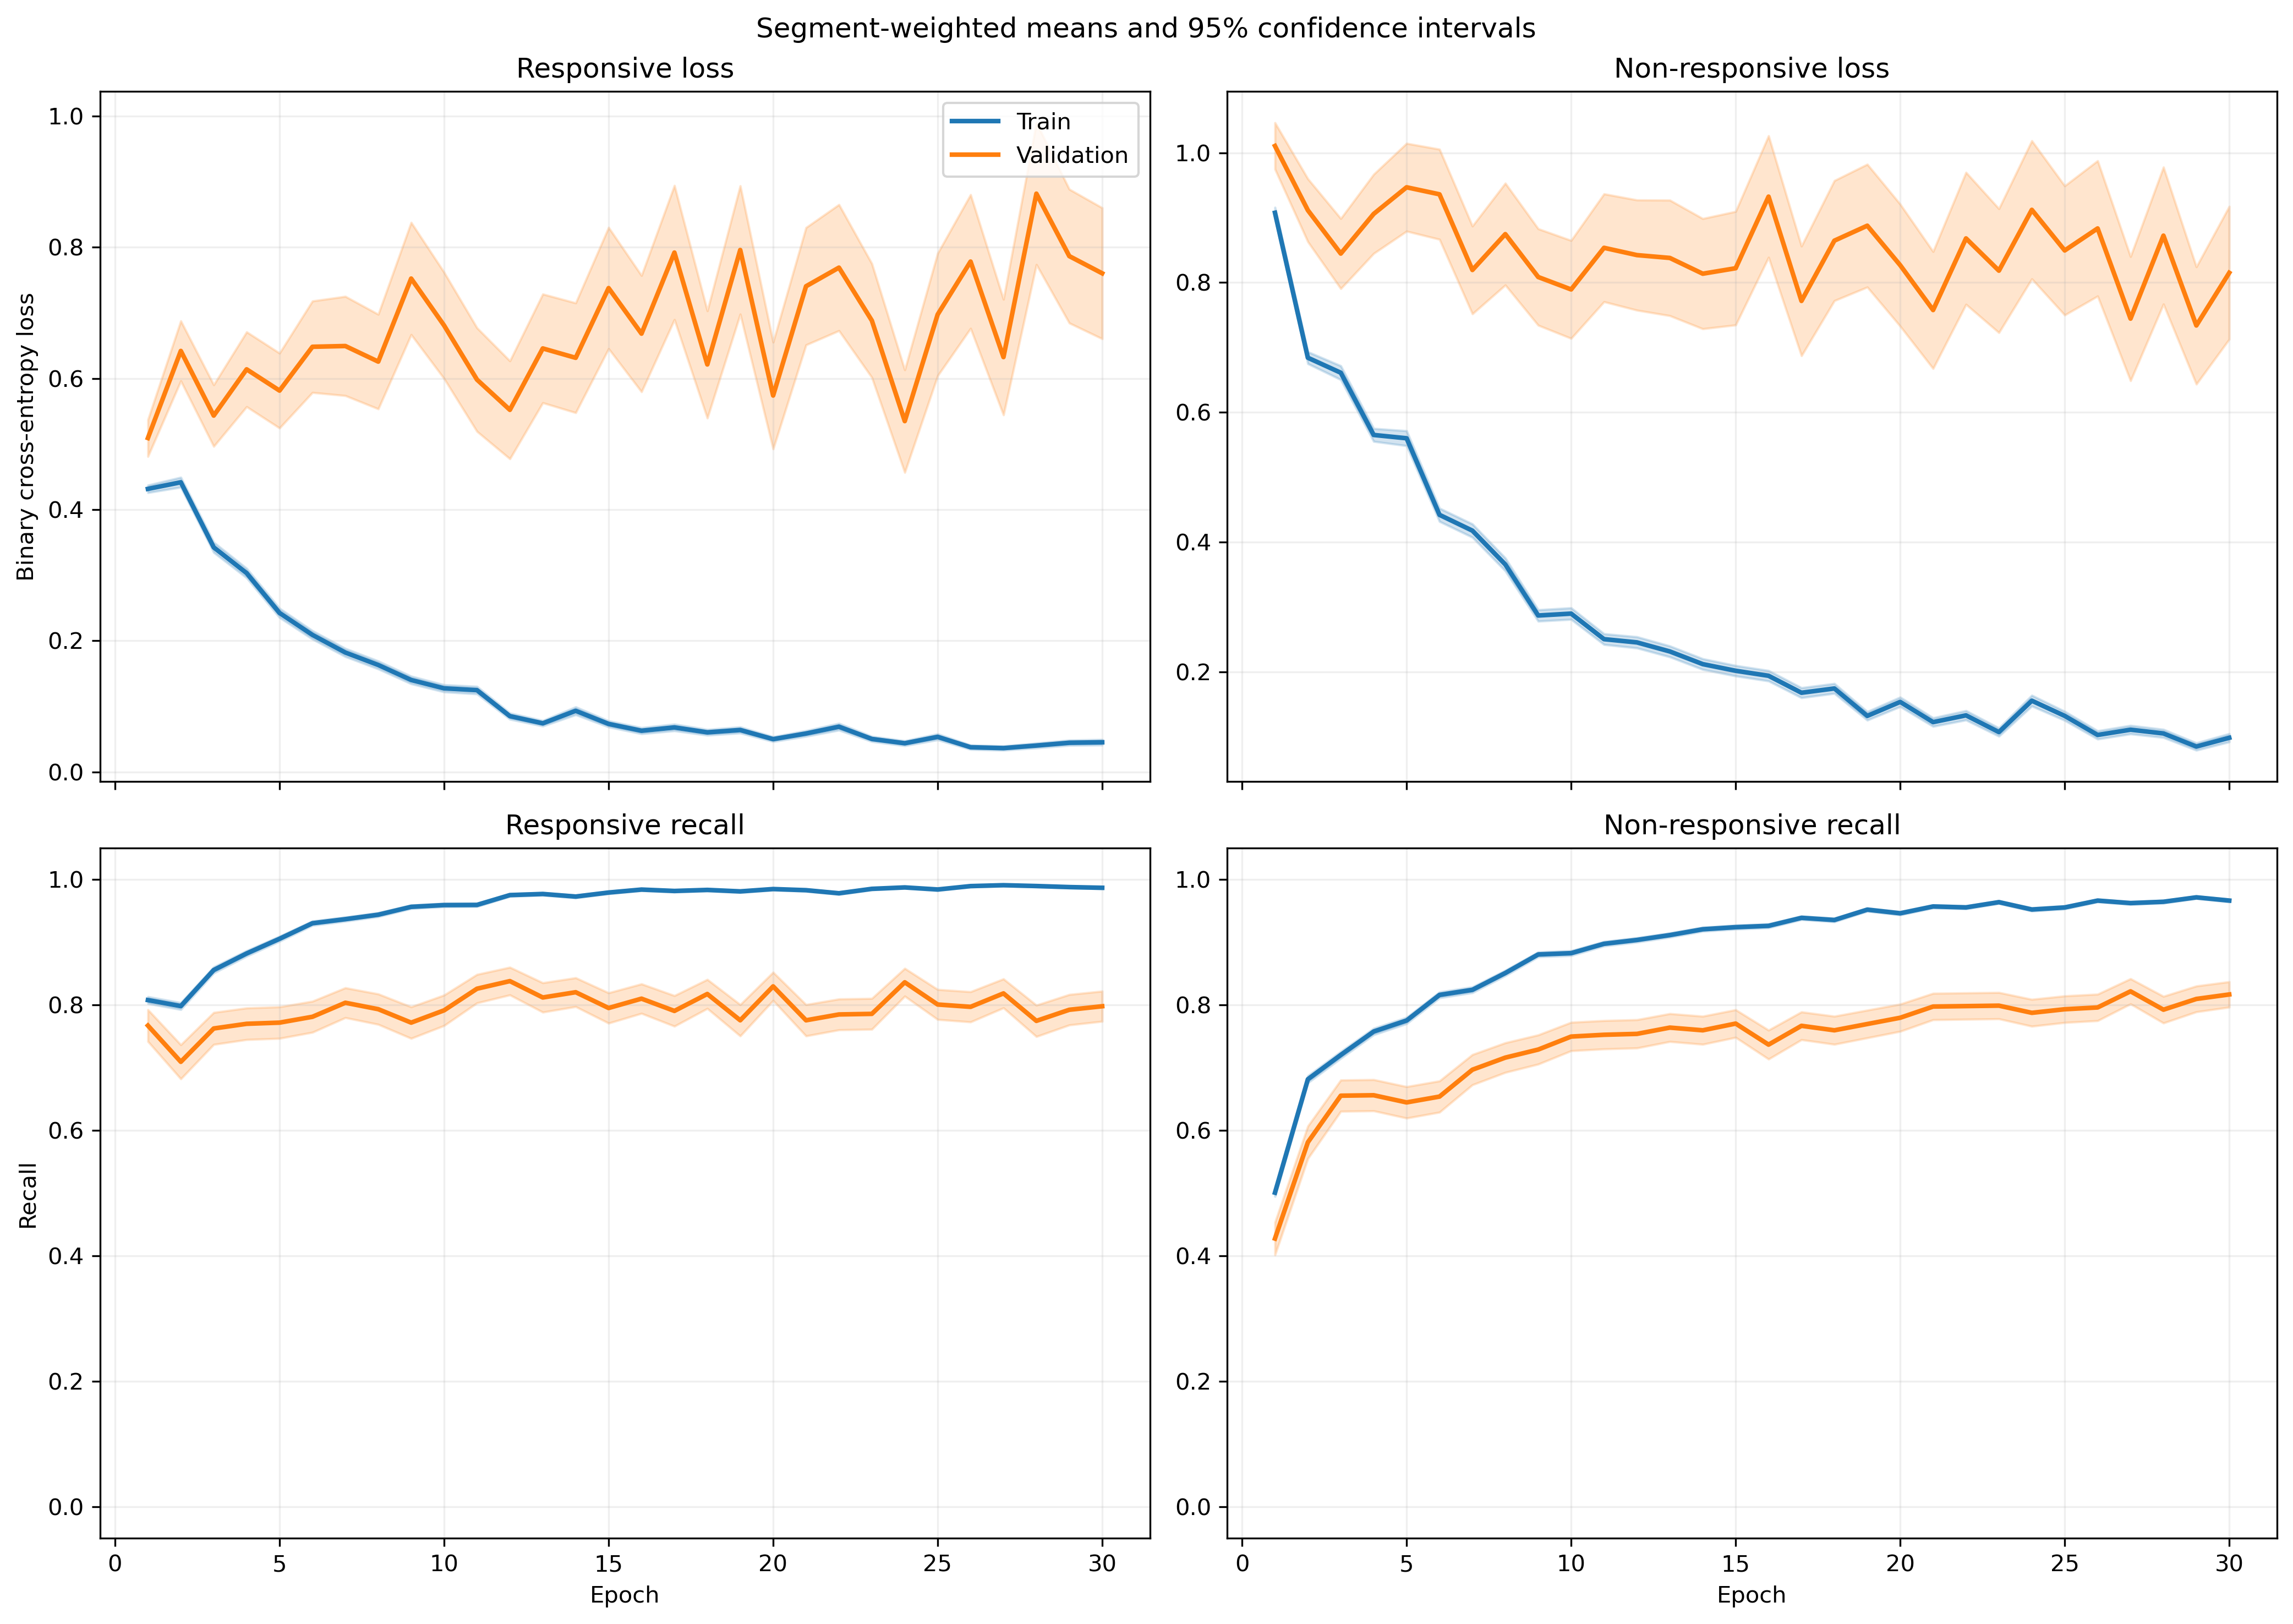 Segment-weighted means and 95% confidence intervals
Responsive loss
Non-responsive loss
Binary cross-entropy loss
1.0
0.8
0.6
0.4
0.2
0.0
Train
Validation
1.0
0.8
0.6
0.4
0.2
Responsive recall
Non-responsive recall
Recall
1.0
0.8
0.6
0.4
0.2
0.0
0 5 10 15 20 25 30
Epoch
1.0
0.8
0.6
0.4
0.2
0.0
0 5 10 15 20 25 30
Epoch